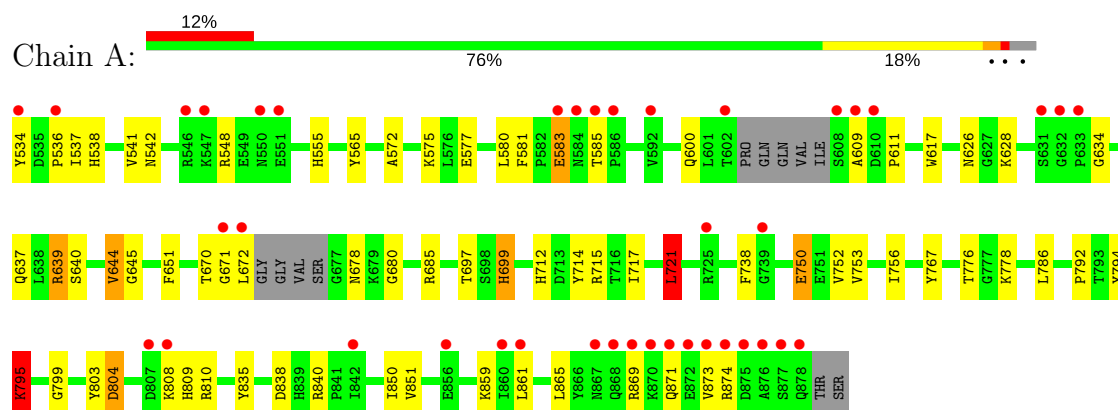 12%
Chain A:
76% 18% • • •
Y534 D535 P536 I537 H538 V541 N542 R546 K547 R548 E549 N550 E551 H555 Y565 A572 K575 L576 E577 L580 F581 P582 E583 N584 T585 P586 V592 Q600 L601 T602 PRO GLN GLN VAL ILE S608 A609 D610 P611 W617 N626 G627 K628 S631 G632 P633 G634
Q637 L638 R639 S640 V644 G645 F651 T670 G671 L672 GLY GLY VAL SER G677 N678 K679 G680 R685 T697 S698 H699 H712 D713 Y714 R715 T716 I717 L721 R725 F738 G739 E750 E751 V752 V753 I756 Y767 T776 G777 K778 L786 P792 T793 Y794
K795 G799 Y803 D804 D807 K808 H809 R810 Y835 D838 H839 R840 P841 I842 I850 V851 E856 K859 I860 L861 L865 Y866 N867 Q868 R869 K870 Q871 E872 V873 R874 D875 A876 S877 Q878 THR SER